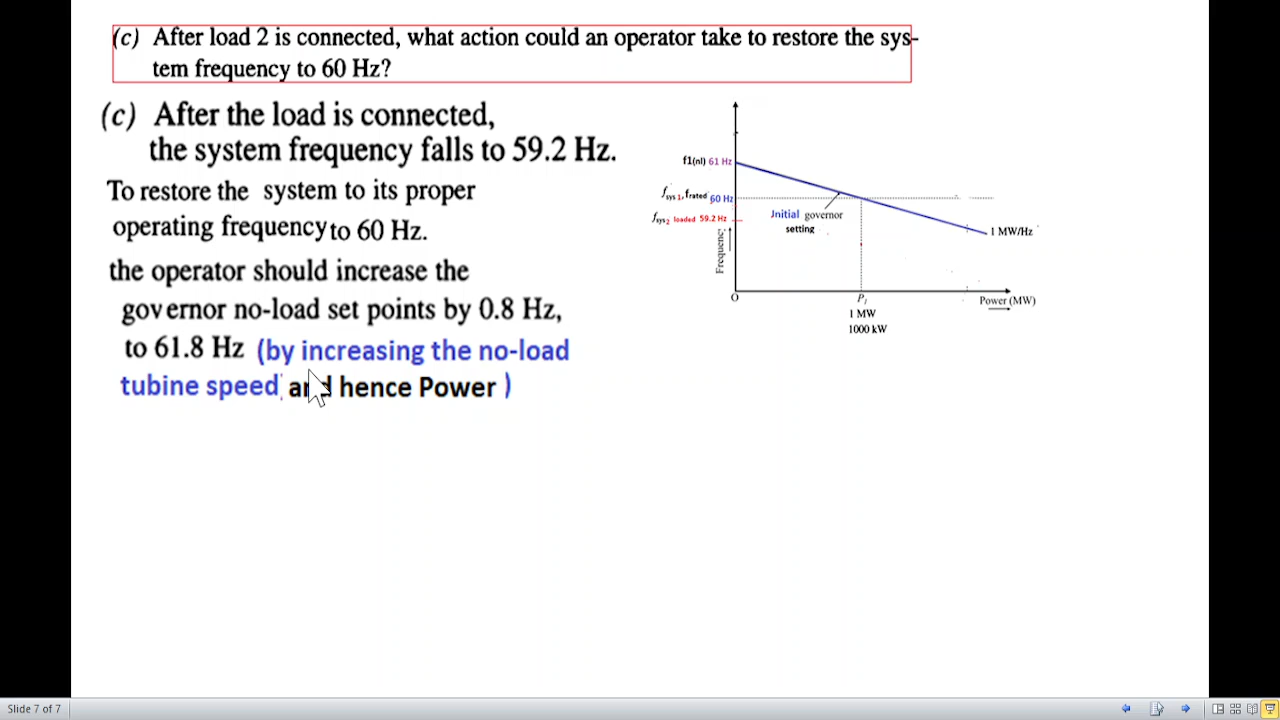 (c) After load 2 is connected, what action could an operator take to restore the sys-
tem frequency to 60 Hz?
(c) After the load is connected,
the system frequency falls to 59.2 Hz.
To restore the system to its proper
operating frequency to 60 Hz.
the operator should increase the
governor no-load set points by 0.8 Hz,
to 61.8 Hz (by increasing the no-load
tubine speed and hence Power )
f1(nl) 61 Hz
fsys 1, frated 60 Hz
fsys2 loaded 59.2 Hz
Initial governor
setting
1 MW/Hz
Frequenc
O
P1
Power (MW)
1 MW
1000 kW
Slide 7 of 7